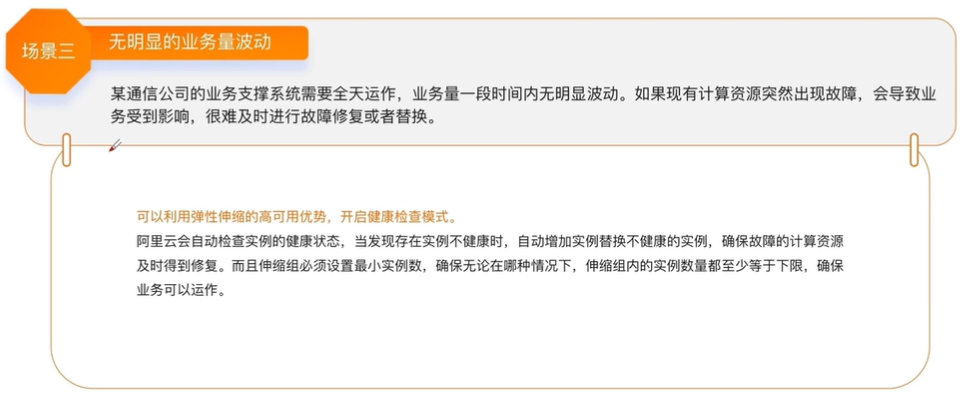 场景三
无明显的业务量波动
某通信公司的业务支撑系统需要全天运作，业务量一段时间内无明显波动。如果现有计算资源突然出现故障，会导致业
务受到影响，很难及时进行故障修复或者替换。
可以利用弹性伸缩的高可用优势，开启健康检查模式。
阿里云会自动检查实例的健康状态，当发现存在实例不健康时，自动增加实例替换不健康的实例，确保故障的计算资源
及时得到修复。而且伸缩组必须设置最小实例数，确保无论在哪种情况下，伸缩组内的实例数量都至少等于下限，确保
业务可以运作。